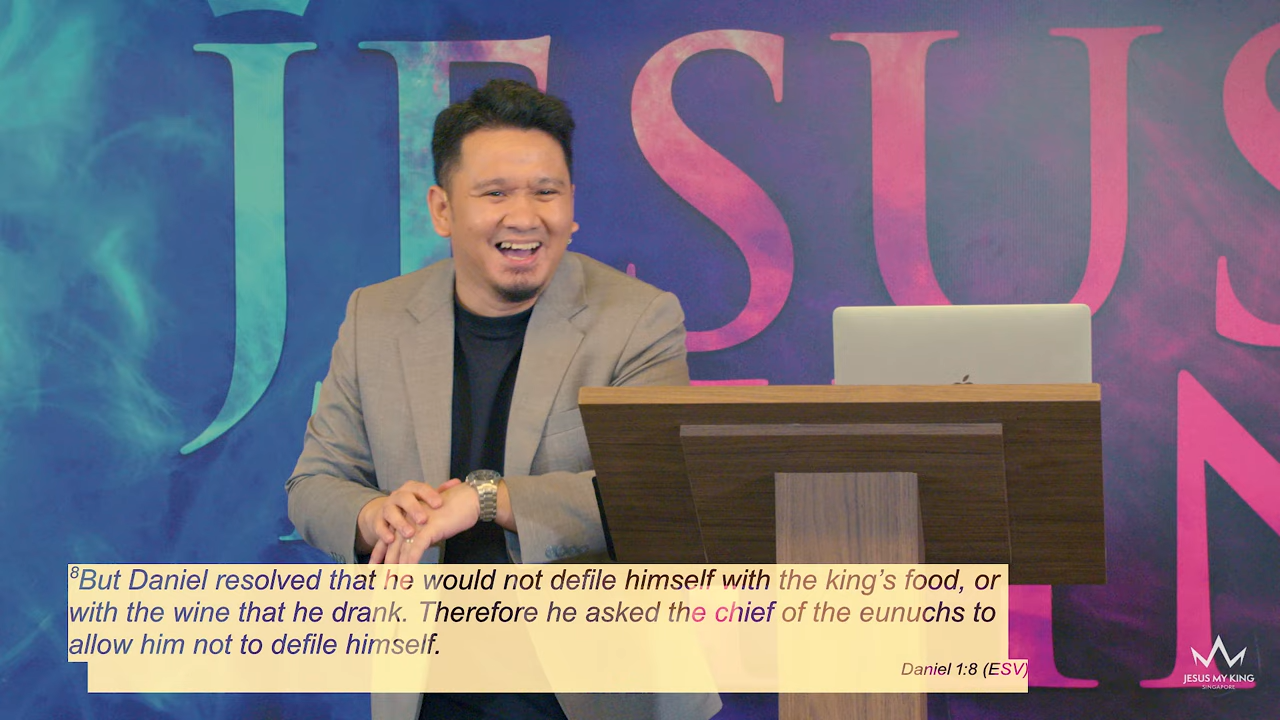 JESUS
⁸But Daniel resolved that he would not defile himself with the king’s food, or
with the wine that he drank. Therefore he asked the chief of the eunuchs to
allow him not to defile himself.
Daniel 1:8 (ESV)
JESUS MY KING
SINGAPORE